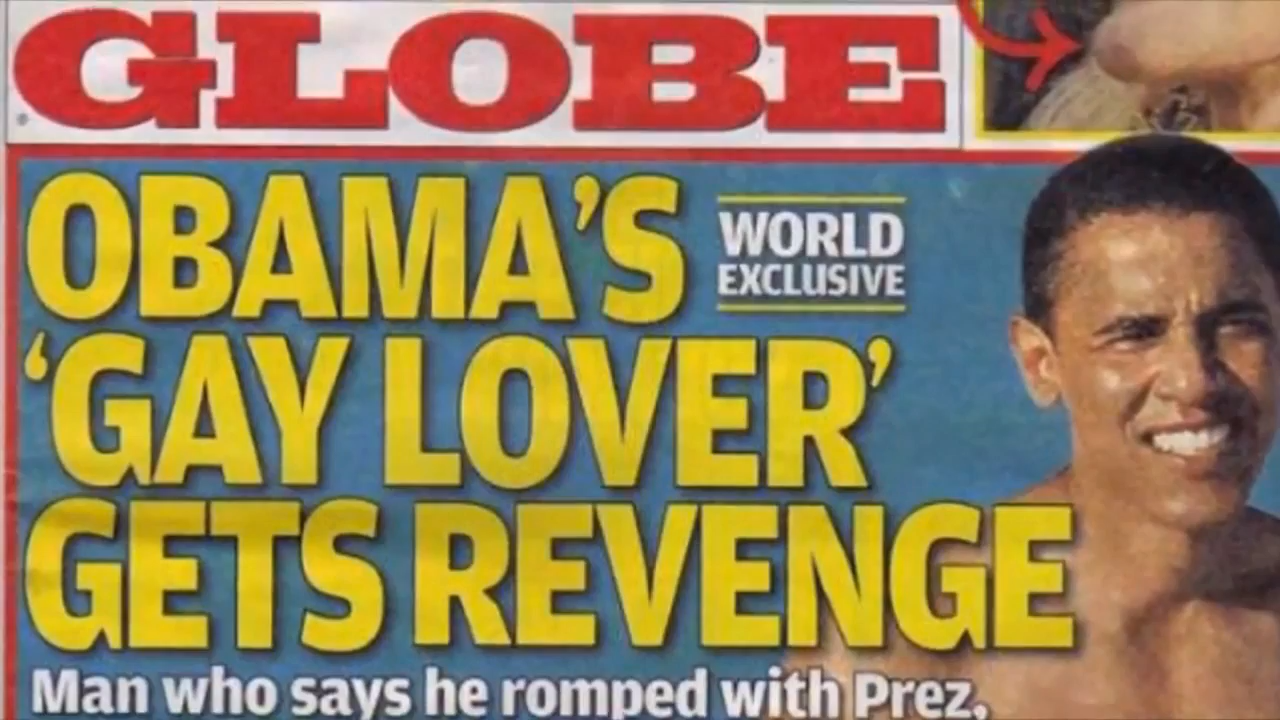 GLOBE
OBAMA'S
WORLD
EXCLUSIVE
'GAY LOVER'
GETS REVENGE
Man who says he romped with Prez,